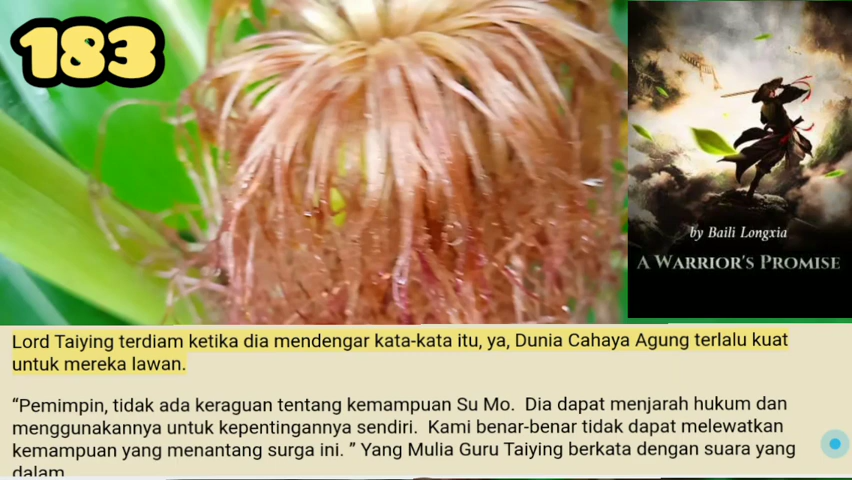 183
by Baili Longxia
A WARRIOR'S PROMISE
Lord Taiying terdiam ketika dia mendengar kata-kata itu, ya, Dunia Cahaya Agung terlalu kuat
untuk mereka lawan.
“Pemimpin, tidak ada keraguan tentang kemampuan Su Mo. Dia dapat menjarah hukum dan
menggunakannya untuk kepentingannya sendiri. Kami benar-benar tidak dapat melewatkan
kemampuan yang menantang surga ini. ” Yang Mulia Guru Taiying berkata dengan suara yang
dalam